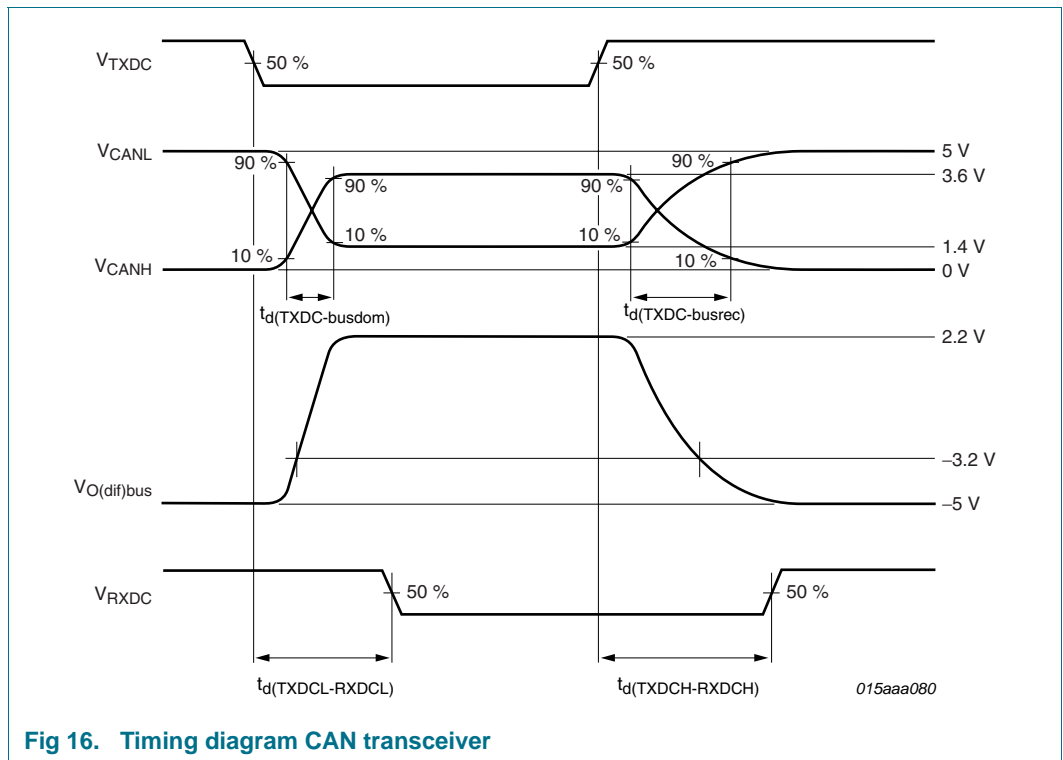 VTXDC
50 %
50 %
VCANL
90 %
90 %
90 %
90 %
5 V
3.6 V
10 %
10 %
10 %
10 %
1.4 V
VCANH
0 V
td(TXDC-busdom)
td(TXDC-busrec)
2.2 V
−3.2 V
VO(dif)bus
−5 V
VRXDC
50 %
50 %
td(TXDCL-RXDCL)
td(TXDCH-RXDCH)
015aaa080
Fig 16. Timing diagram CAN transceiver